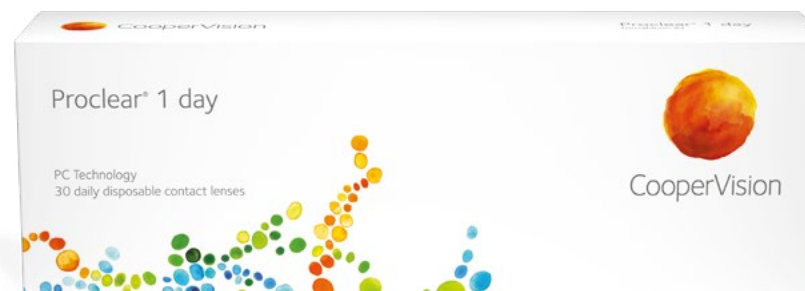 CooperVision
Proclear® 1 day
Proclear® 1 day
PC Technology
30 daily disposable contact lenses
CooperVision